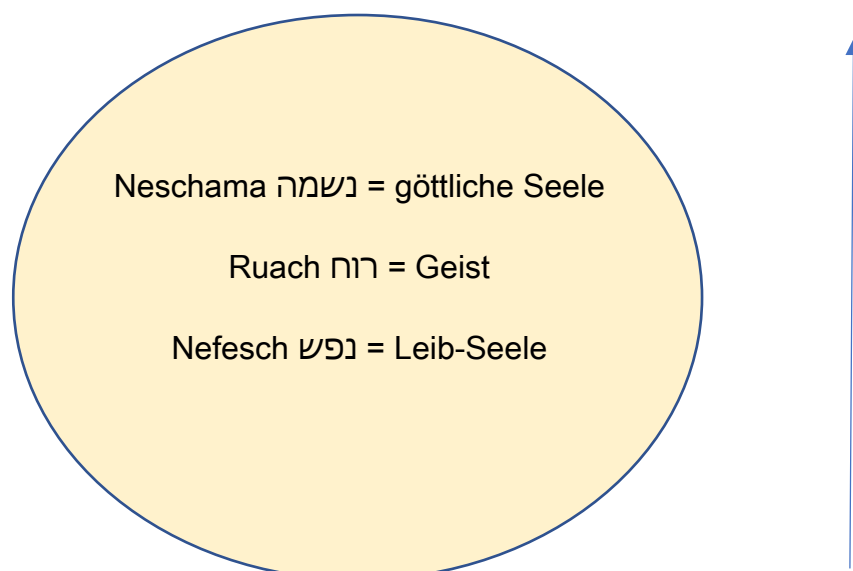 Neschama נשמה = göttliche Seele
Ruach רוח = Geist
Nefesch נפש = Leib-Seele